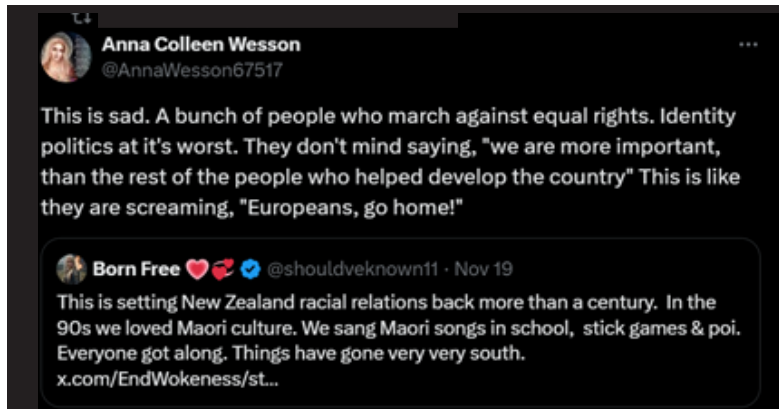 Anna Colleen Wesson
@AnnaWesson67517
This is sad. A bunch of people who march against equal rights. Identity
politics at it's worst. They don't mind saying, "we are more important,
than the rest of the people who helped develop the country" This is like
they are screaming, "Europeans, go home!"
Born Free @shouldveknown11 · Nov 19
This is setting New Zealand racial relations back more than a century. In the
90s we loved Maori culture. We sang Maori songs in school, stick games & poi.
Everyone got along. Things have gone very very south.
x.com/EndWokeness/st...